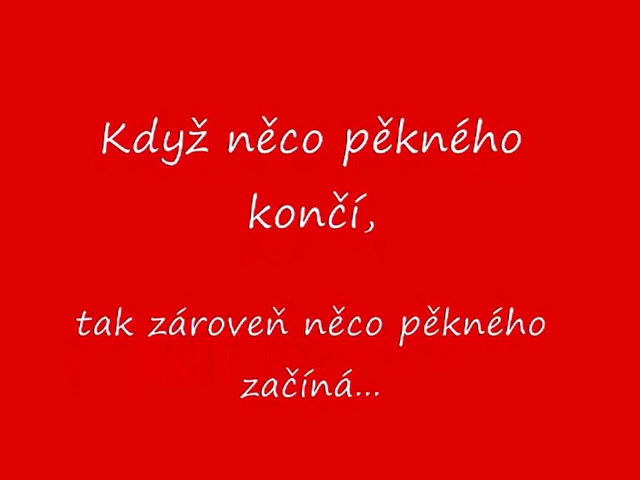 Když něco pěkného
končí,
tak zároveň něco pěkného
začíná...